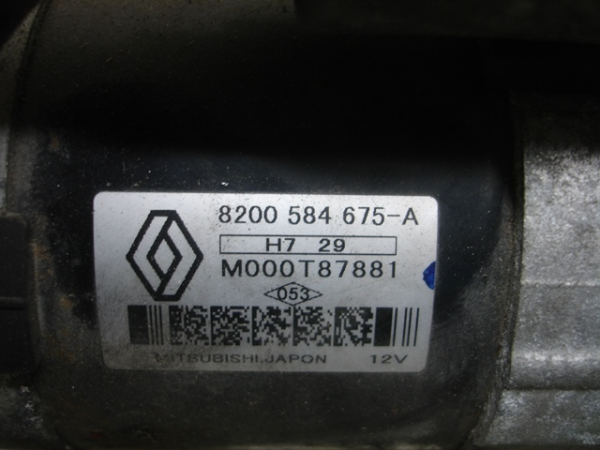 8200 584 675-A
H7 29
M000T87881
053
MITSUBISHI.JAPON 12V